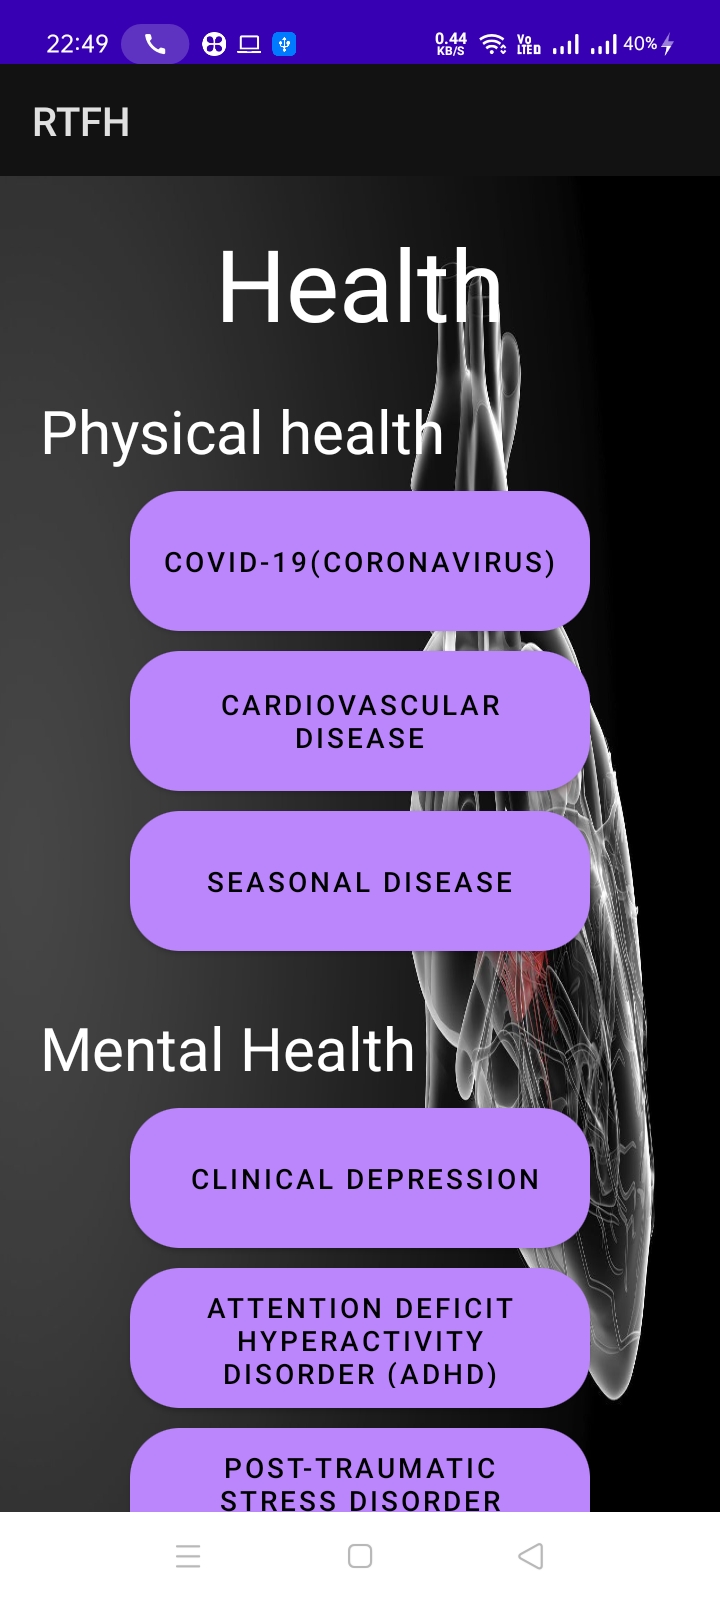 22:49
0.44 KB/S
Vo LTE
40%
RTFH
Health
Physical health
COVID-19(CORONAVIRUS)
CARDIOVASCULAR
DISEASE
SEASONAL DISEASE
Mental Health
CLINICAL DEPRESSION
ATTENTION DEFICIT
HYPERACTIVITY
DISORDER (ADHD)
POST-TRAUMATIC
STRESS DISORDER